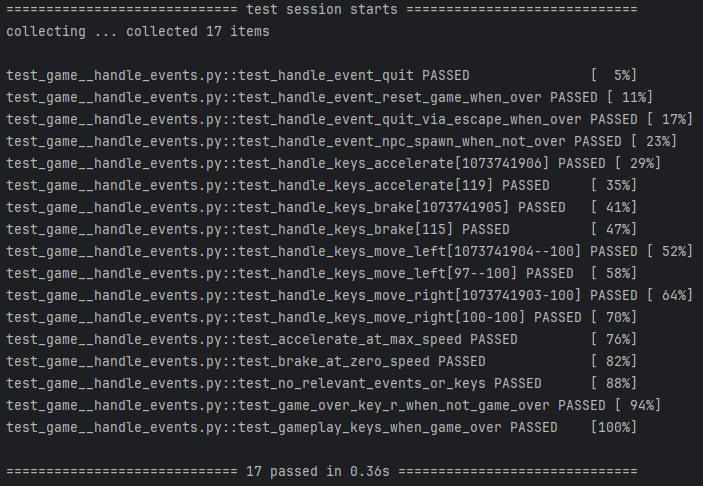 ============================= test session starts =============================
collecting ... collected 17 items
test_game__handle_events.py::test_handle_event_quit PASSED               [  5%]
test_game__handle_events.py::test_handle_event_reset_game_when_over PASSED [ 11%]
test_game__handle_events.py::test_handle_event_quit_via_escape_when_over PASSED [ 17%]
test_game__handle_events.py::test_handle_event_npc_spawn_when_not_over PASSED [ 23%]
test_game__handle_events.py::test_handle_keys_accelerate[1073741906] PASSED [ 29%]
test_game__handle_events.py::test_handle_keys_accelerate[119] PASSED     [ 35%]
test_game__handle_events.py::test_handle_keys_brake[1073741905] PASSED   [ 41%]
test_game__handle_events.py::test_handle_keys_brake[115] PASSED          [ 47%]
test_game__handle_events.py::test_handle_keys_move_left[1073741904--100] PASSED [ 52%]
test_game__handle_events.py::test_handle_keys_move_left[97--100] PASSED  [ 58%]
test_game__handle_events.py::test_handle_keys_move_right[1073741903-100] PASSED [ 64%]
test_game__handle_events.py::test_handle_keys_move_right[100-100] PASSED [ 70%]
test_game__handle_events.py::test_accelerate_at_max_speed PASSED         [ 76%]
test_game__handle_events.py::test_brake_at_zero_speed PASSED             [ 82%]
test_game__handle_events.py::test_no_relevant_events_or_keys PASSED      [ 88%]
test_game__handle_events.py::test_game_over_key_r_when_not_game_over PASSED [ 94%]
test_game__handle_events.py::test_gameplay_keys_when_game_over PASSED    [100%]
============================= 17 passed in 0.36s ==============================